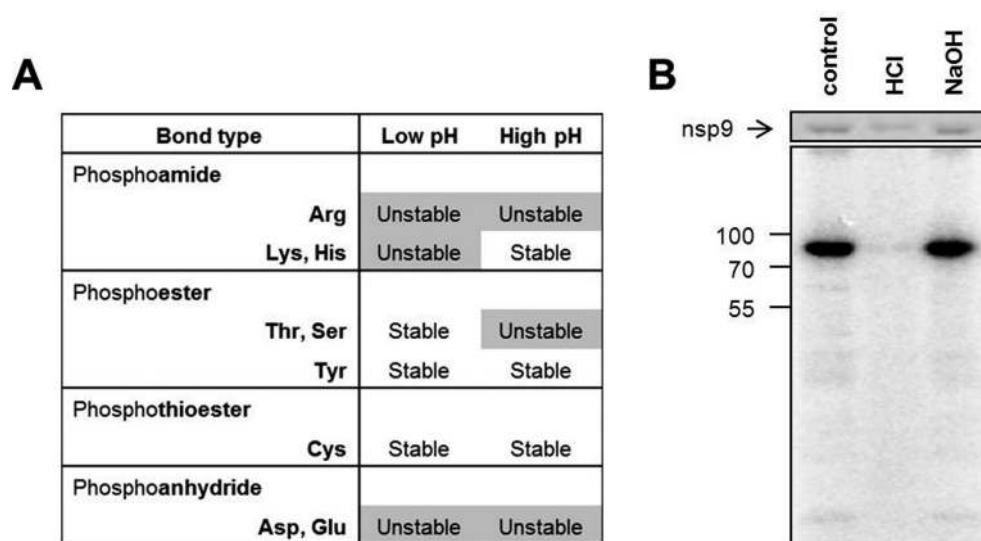 A
Bond type Low pH High pH
Phosphoamide
Arg Unstable Unstable
Lys, His Unstable Stable
Phosphoester
Thr, Ser Stable Unstable
Tyr Stable Stable
Phosphothioester
Cys Stable Stable
Phosphoanhydride
Asp, Glu Unstable Unstable
B
control HCl NaOH
nsp9 →
100
70
55